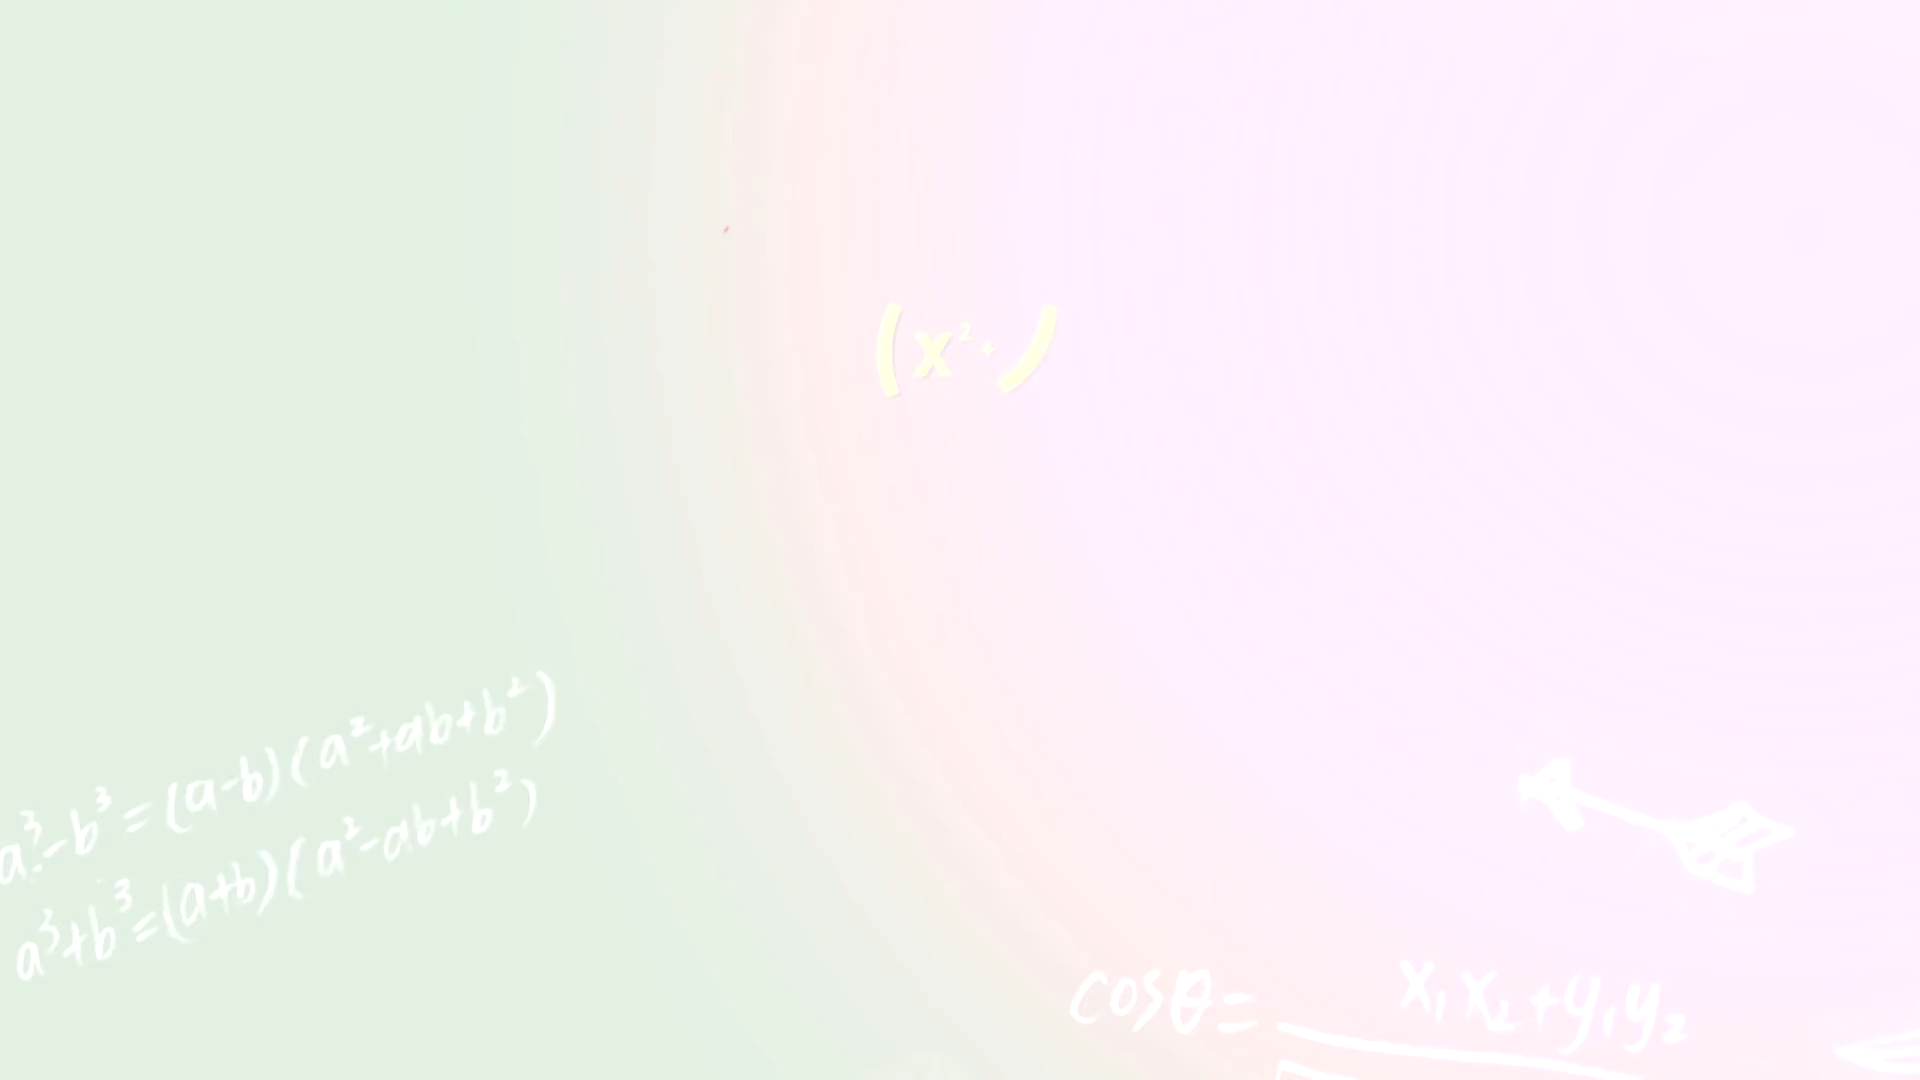 (x²+)
a³-b³=(a-b)(a²+ab+b²)
a³+b³=(a+b)(a²-ab+b²)
cosθ= x₁x₂+y₁y₂